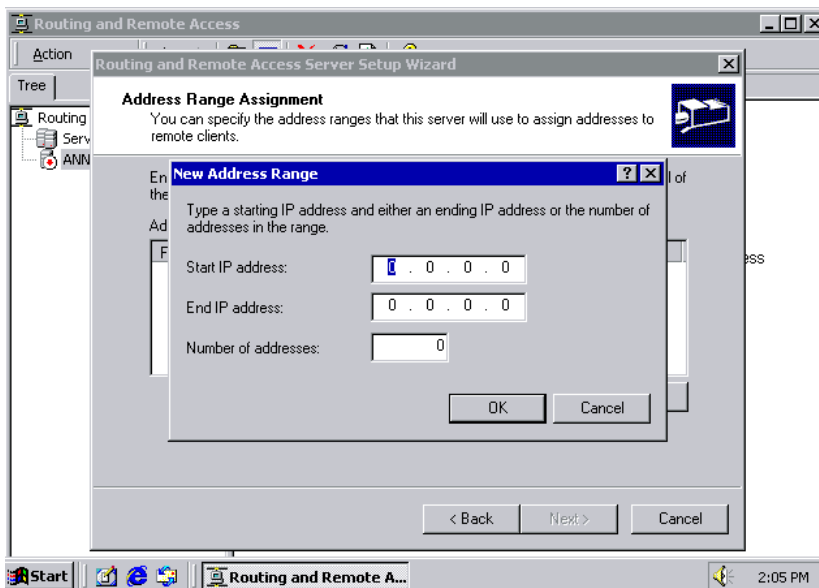 Routing and Remote Access
Action
Tree
Routing
Serv
ANN
Routing and Remote Access Server Setup Wizard
Address Range Assignment
You can specify the address ranges that this server will use to assign addresses to
remote clients.
En
l of
the
Ad
F
ess
New Address Range
Type a starting IP address and either an ending IP address or the number of
addresses in the range.
Start IP address: 0 . 0 . 0 . 0
End IP address: 0 . 0 . 0 . 0
Number of addresses: 0
OK Cancel
< Back Next > Cancel
Start Routing and Remote A... 2:05 PM